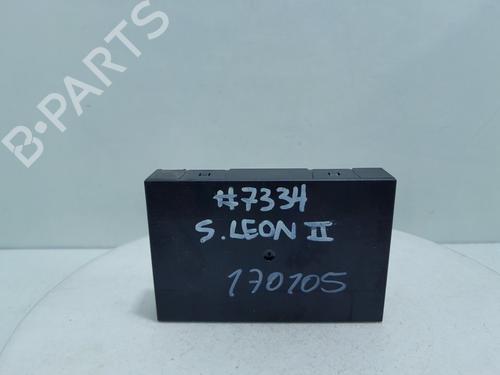 B-PARTS
#7334
S. LEON II
170105